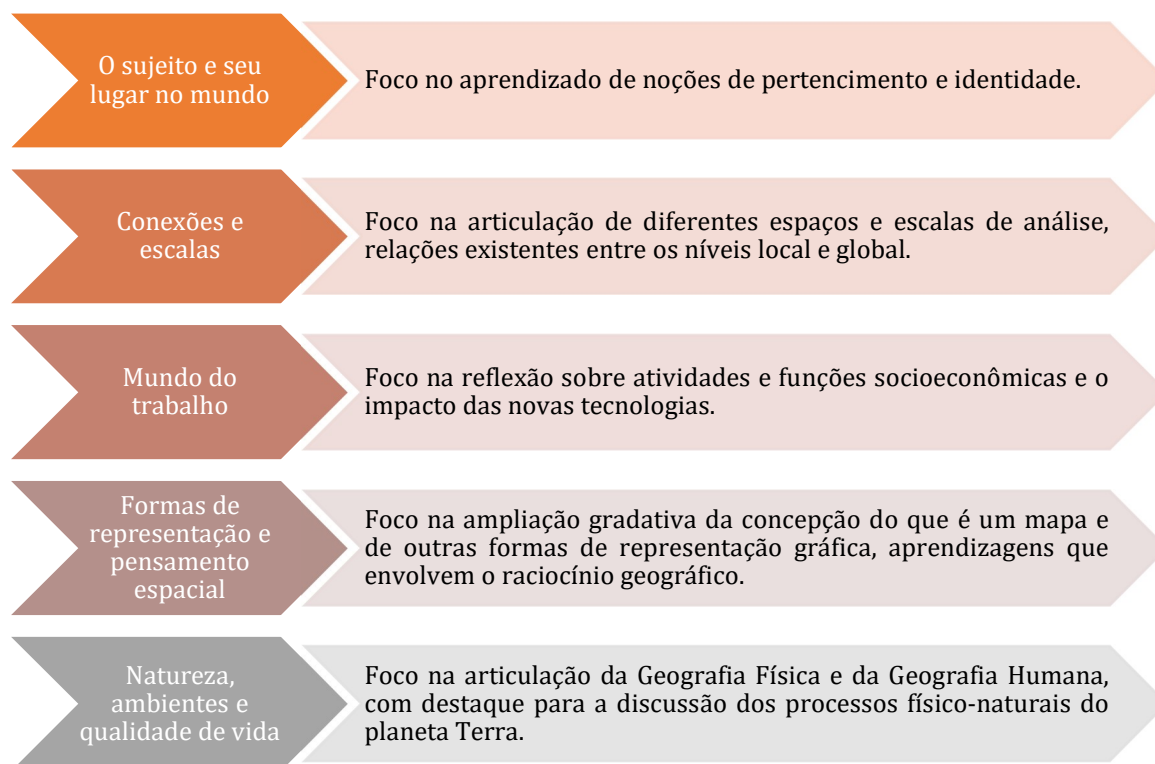 O sujeito e seu
lugar no mundo
Foco no aprendizado de noções de pertencimento e identidade.
Conexões e
escalas
Foco na articulação de diferentes espaços e escalas de análise,
relações existentes entre os níveis local e global.
Mundo do
trabalho
Foco na reflexão sobre atividades e funções socioeconômicas e o
impacto das novas tecnologias.
Formas de
representação e
pensamento
espacial
Foco na ampliação gradativa da concepção do que é um mapa e
de outras formas de representação gráfica, aprendizagens que
envolvem o raciocínio geográfico.
Natureza,
ambientes e
qualidade de vida
Foco na articulação da Geografia Física e da Geografia Humana,
com destaque para a discussão dos processos físico-naturais do
planeta Terra.